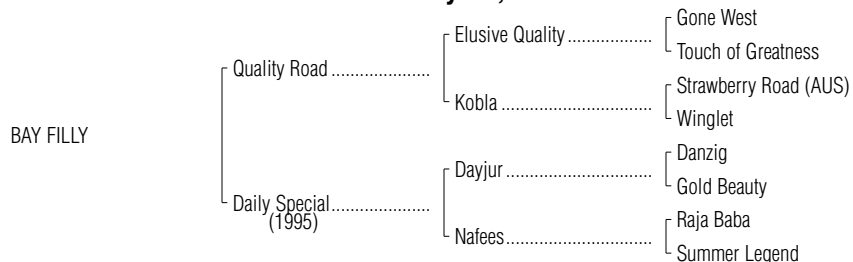 Gone West
Elusive Quality ....................
Touch of Greatness
Quality Road ........................
Strawberry Road (AUS)
Kobla ....................................
Winglet
BAY FILLY
Danzig
Dayjur ...................................
Gold Beauty
Daily Special ........................
(1995)
Raja Baba
Nafees...................................
Summer Legend